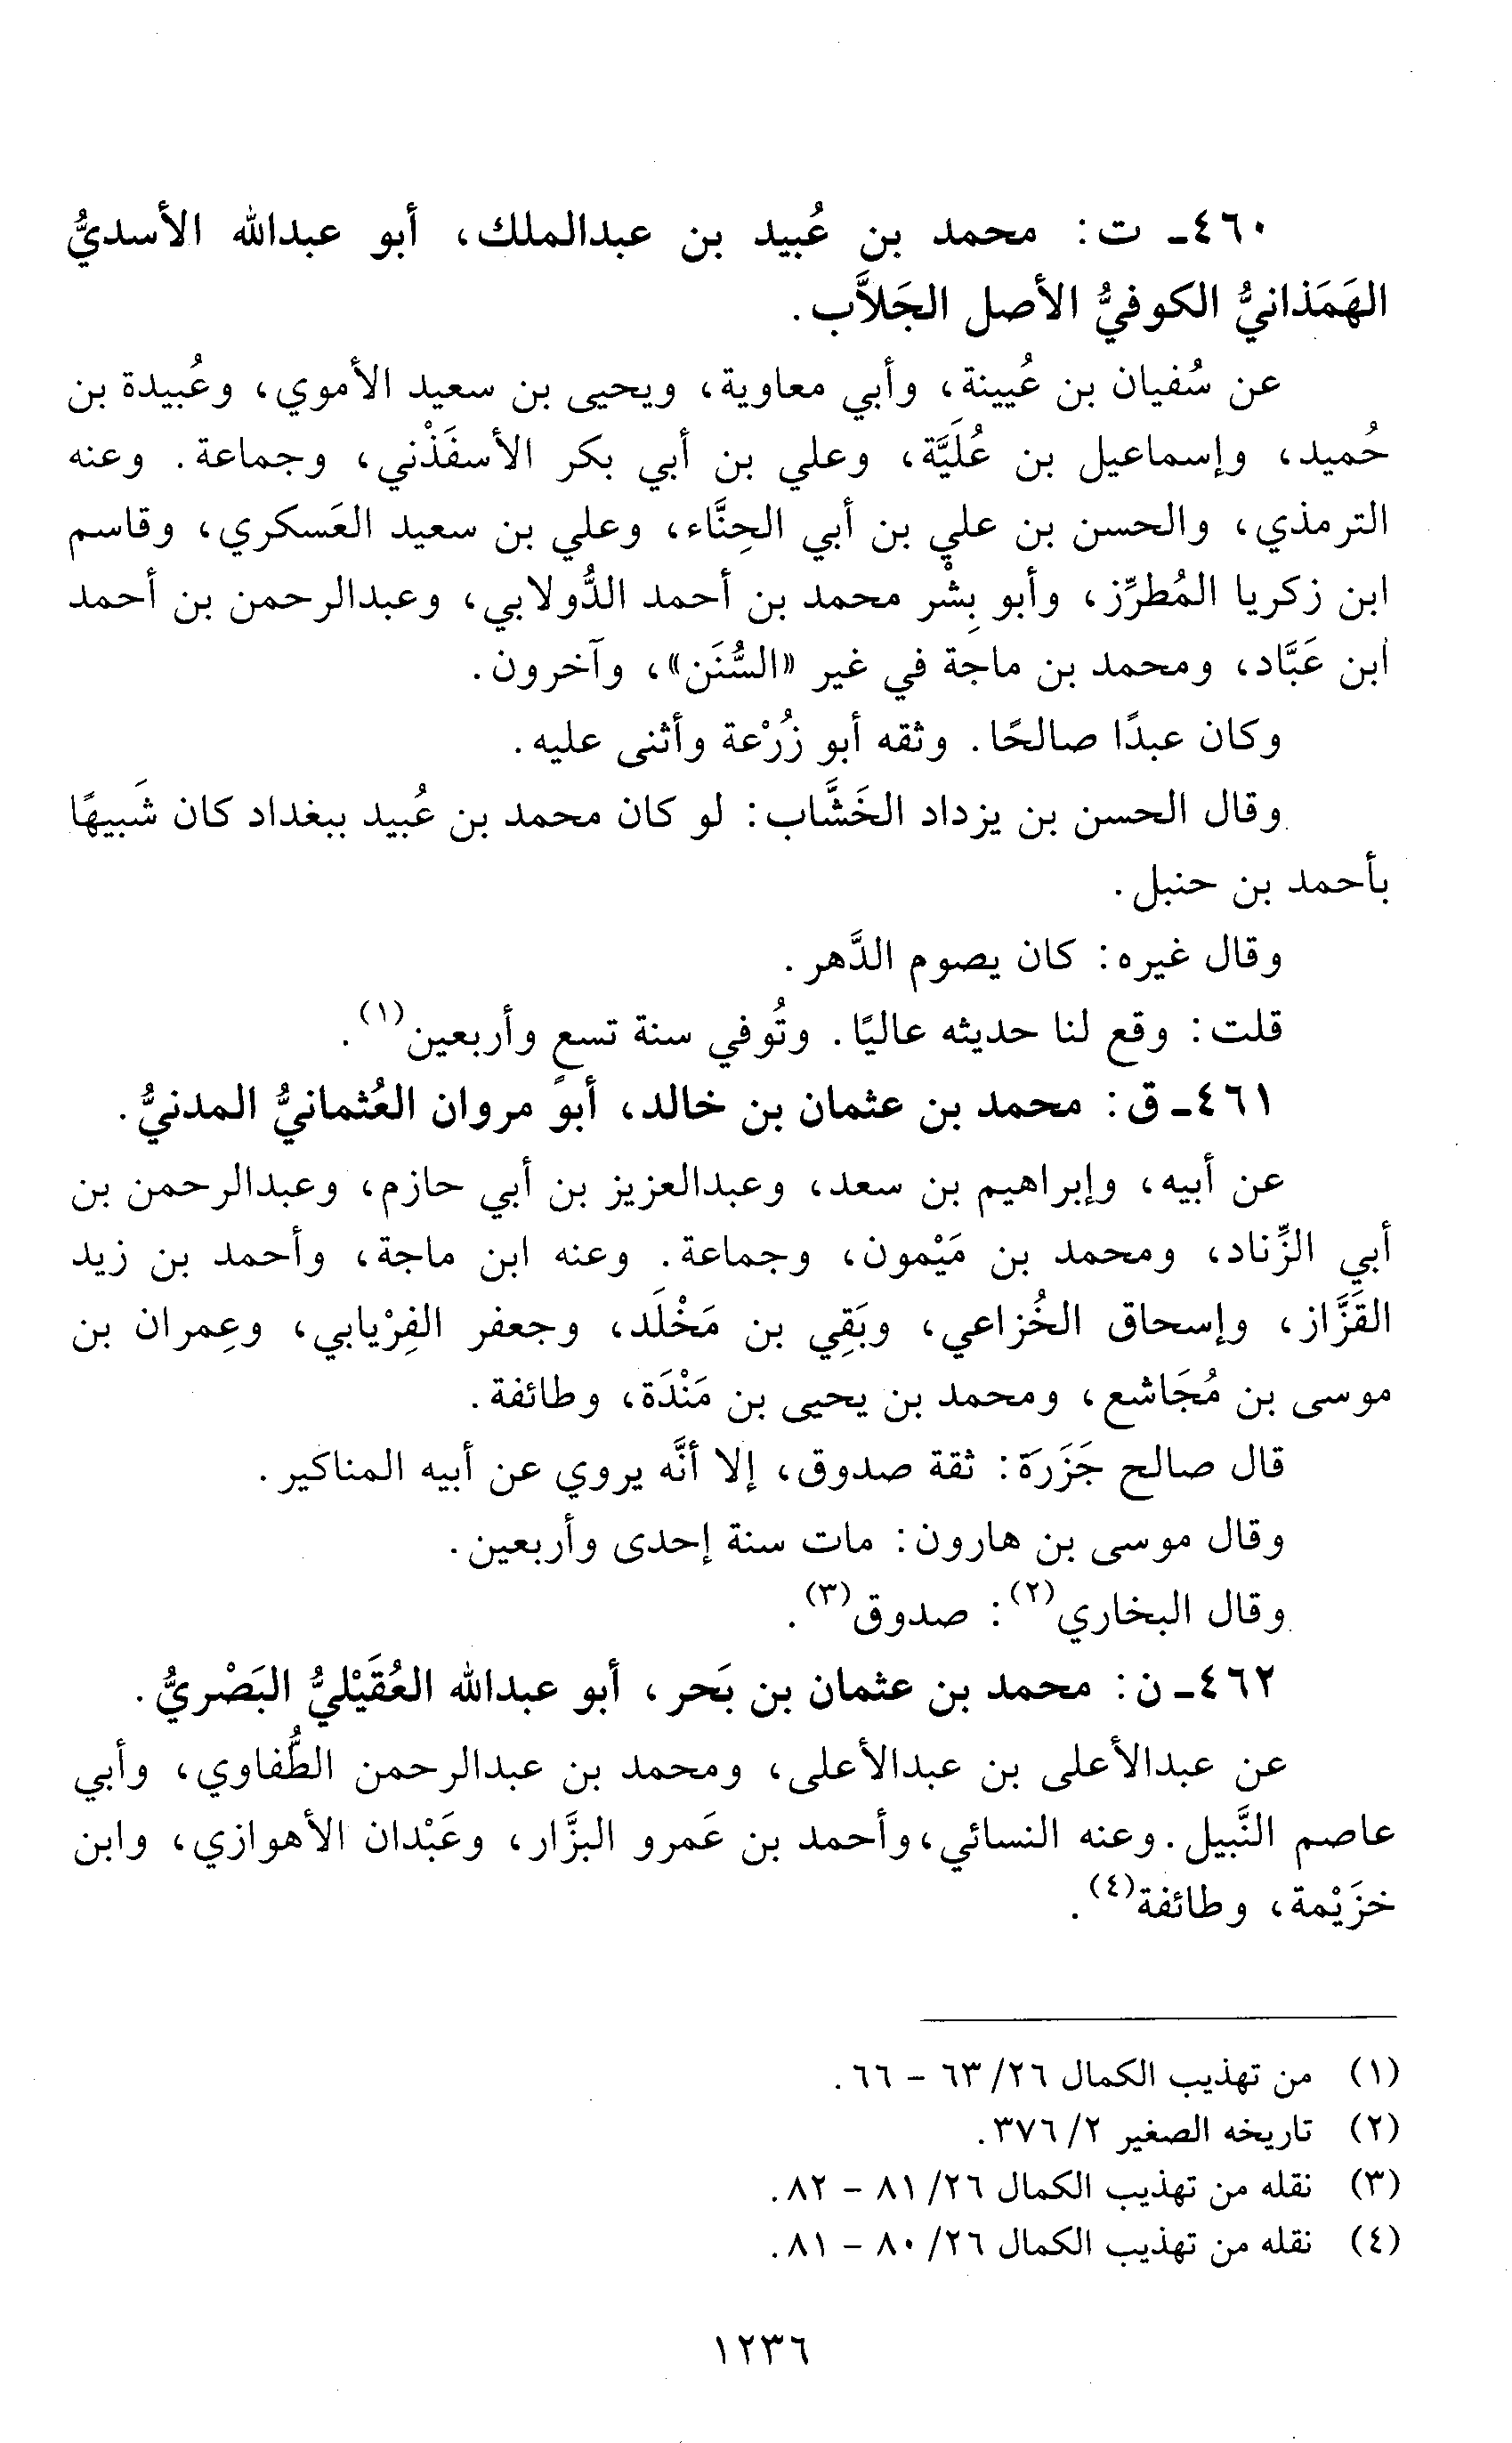 ٤٦٠ـ ت: محمد بن عُبيد بن عبدالملك، أبو عبدالله الأسديُّ
الهَمَذانيُّ الكوفيُّ الأصل الجَلاَّب.
عن سُفيان بن عُيينة، وأبي معاوية، ويحيى بن سعيد الأموي، وعُبيدة بن
حُميد، وإسماعيل بن عُلَيَّة، وعلي بن أبي بكر الأسفَذْني، وجماعة. وعنه
الترمذي، والحسن بن علي بن أبي الحِنَّاء، وعلي بن سعيد العَسكري، وقاسم
ابن زكريا المُطرِّز، وأبو بِشْر محمد بن أحمد الدُّولابي، وعبدالرحمن بن أحمد
ابن عَبَّاد، ومحمد بن ماجة في غير «السُّنَن»، وآخرون.
وكان عبدًا صالحًا. وثقه أبو زُرْعة وأثنى عليه.
وقال الحسن بن يزداد الخَشَّاب: لو كان محمد بن عُبيد ببغداد كان شَبيهًا
بأحمد بن حنبل.
وقال غيره: كان يصوم الدَّهر.
قلت: وقع لنا حديثه عاليًا. وتُوفي سنة تسع وأربعين(١).
٤٦١ـ ق: محمد بن عثمان بن خالد، أبو مروان العُثمانيُّ المدنيُّ.
عن أبيه، وإبراهيم بن سعد، وعبدالعزيز بن أبي حازم، وعبدالرحمن بن
أبي الزِّناد، ومحمد بن مَيْمون، وجماعة. وعنه ابن ماجة، وأحمد بن زيد
القَزَّاز، وإسحاق الخُزاعي، وبَقِي بن مَخْلَد، وجعفر الفِرْيابي، وعِمران بن
موسى بن مُجَاشع، ومحمد بن يحيى بن مَنْدَة، وطائفة.
قال صالح جَزَرَة: ثقة صدوق، إلا أنَّه يروي عن أبيه المناكير.
وقال موسى بن هارون: مات سنة إحدى وأربعين.
وقال البخاري(٢): صدوق(٣).
٤٦٢ـ ن: محمد بن عثمان بن بَحر، أبو عبدالله العُقَيْليُّ البَصْريُّ.
عن عبدالأعلى بن عبدالأعلى، ومحمد بن عبدالرحمن الطُّفاوي، وأبي
عاصم النَّبيل. وعنه النسائي، وأحمد بن عَمرو البزَّار، وعَبْدان الأهوازي، وابن
خزَيْمة، وطائفة(٤).
(١) من تهذيب الكمال ٢٦/ ٦٣ - ٦٦.
(٢) تاريخه الصغير ٢/ ٣٧٦.
(٣) نقله من تهذيب الكمال ٢٦/ ٨١ - ٨٢.
(٤) نقله من تهذيب الكمال ٢٦/ ٨٠ - ٨١.
١٢٣٦